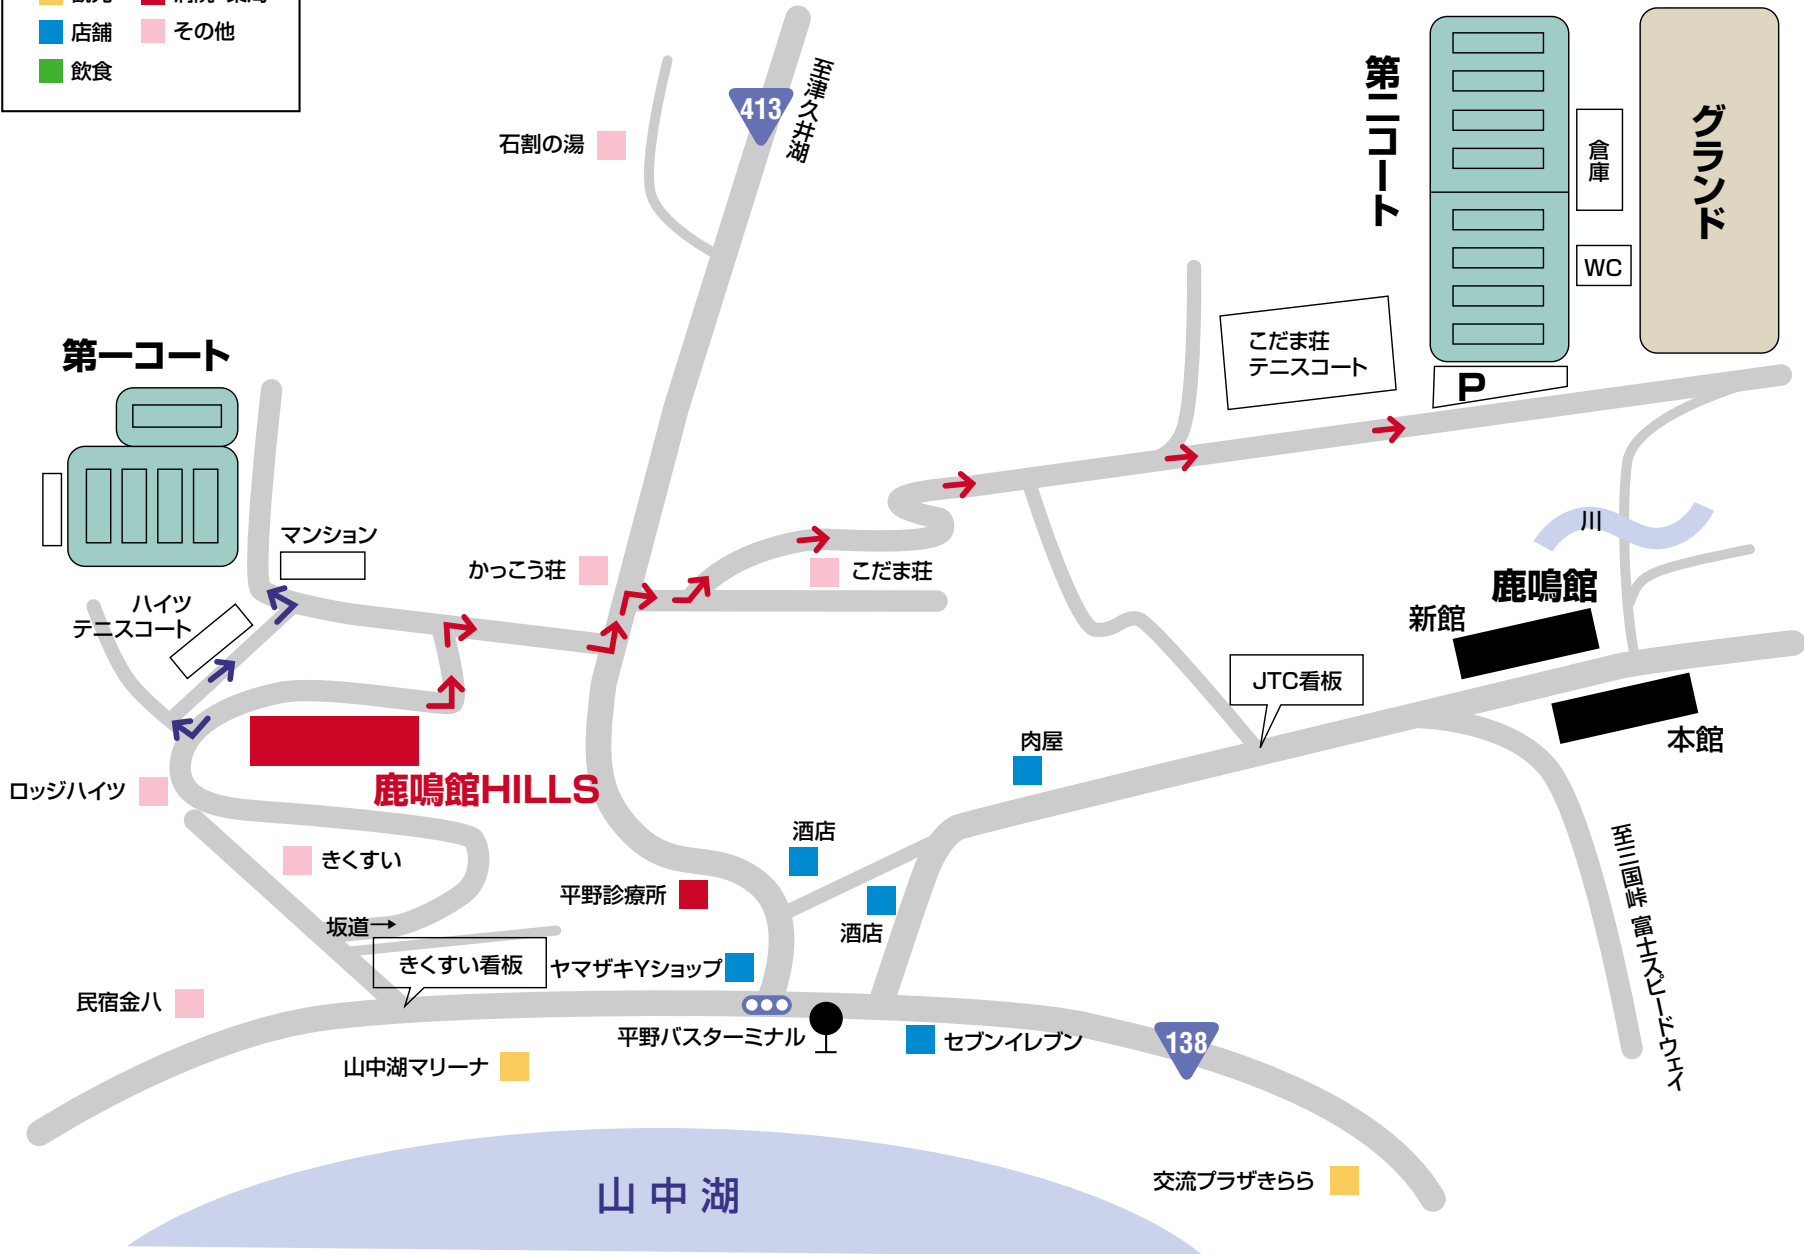 店舗
その他
飲食
413
至津久井湖
石割の湯
第二コート
倉庫
WC
グランド
こだま荘
テニスコート
P
第一コート
マンション
ハイツ
テニスコート
かっこう荘
こだま荘
川
鹿鳴館
新館
本館
JTC看板
鹿鳴館HILLS
ロッジハイツ
肉屋
酒店
酒店
きくすい
平野診療所
坂道→
きくすい看板
ヤマザキYショップ
至三国峠 富士スピードウェイ
民宿金八
平野バスターミナル
セブンイレブン
138
山中湖マリーナ
交流プラザきらら
山中湖